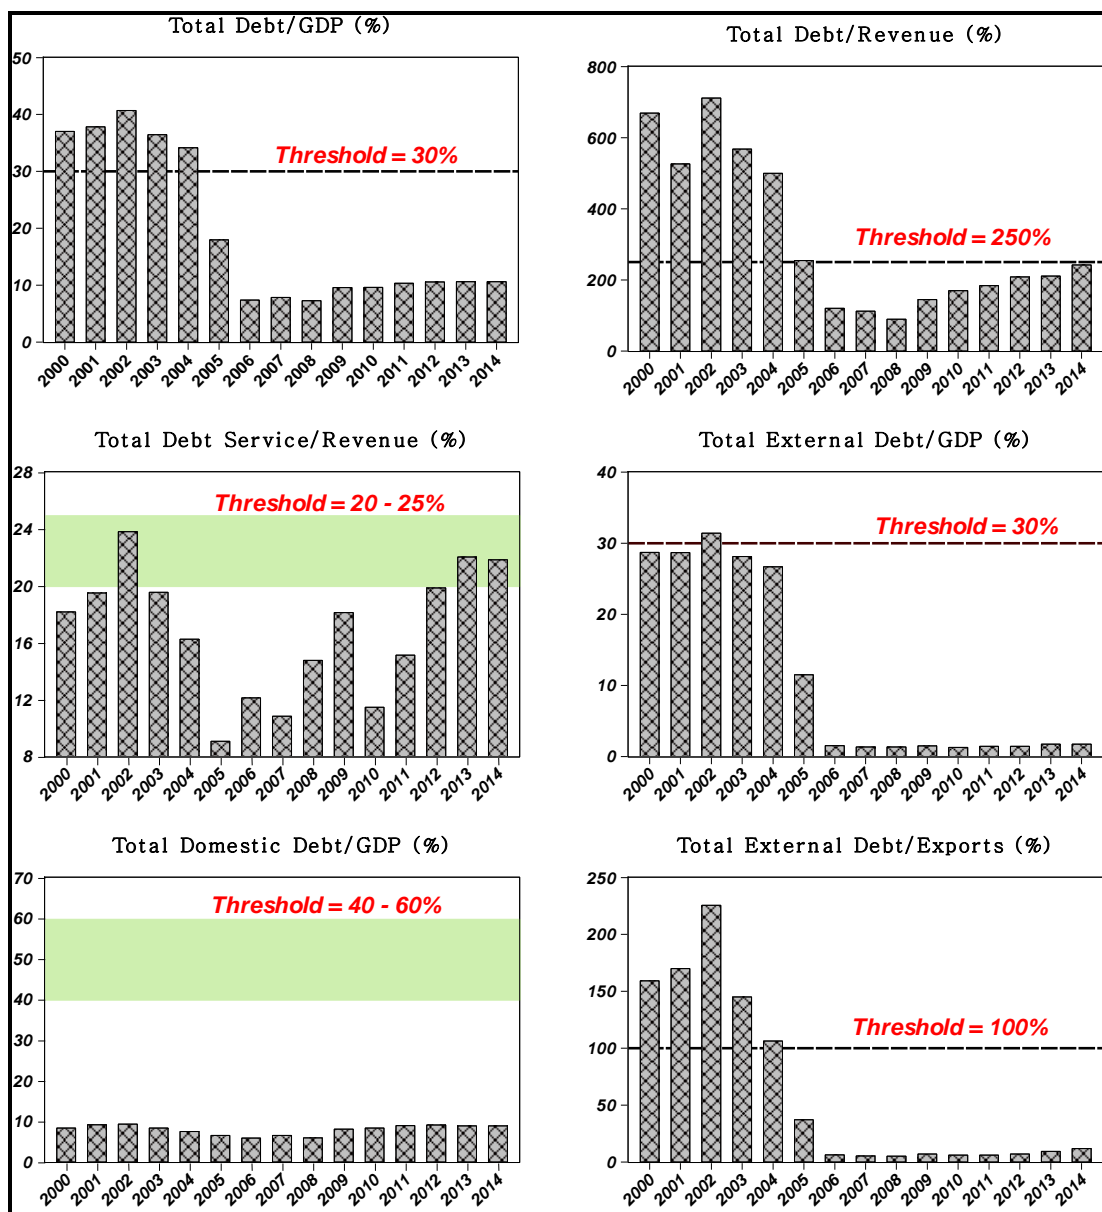 Total Debt/GDP (%)
50
40
30
20
10
0
Threshold = 30%
2000 2001 2002 2003 2004 2005 2006 2007 2008 2009 2010 2011 2012 2013 2014
Total Debt/Revenue (%)
800
600
400
200
0
Threshold = 250%
2000 2001 2002 2003 2004 2005 2006 2007 2008 2009 2010 2011 2012 2013 2014
Total Debt Service/Revenue (%)
28
24
20
16
12
8
Threshold = 20 - 25%
2000 2001 2002 2003 2004 2005 2006 2007 2008 2009 2010 2011 2012 2013 2014
Total External Debt/GDP (%)
40
30
20
10
0
Threshold = 30%
2000 2001 2002 2003 2004 2005 2006 2007 2008 2009 2010 2011 2012 2013 2014
Total Domestic Debt/GDP (%)
70
60
50
40
30
20
10
0
Threshold = 40 - 60%
2000 2001 2002 2003 2004 2005 2006 2007 2008 2009 2010 2011 2012 2013 2014
Total External Debt/Exports (%)
250
200
150
100
50
0
Threshold = 100%
2000 2001 2002 2003 2004 2005 2006 2007 2008 2009 2010 2011 2012 2013 2014